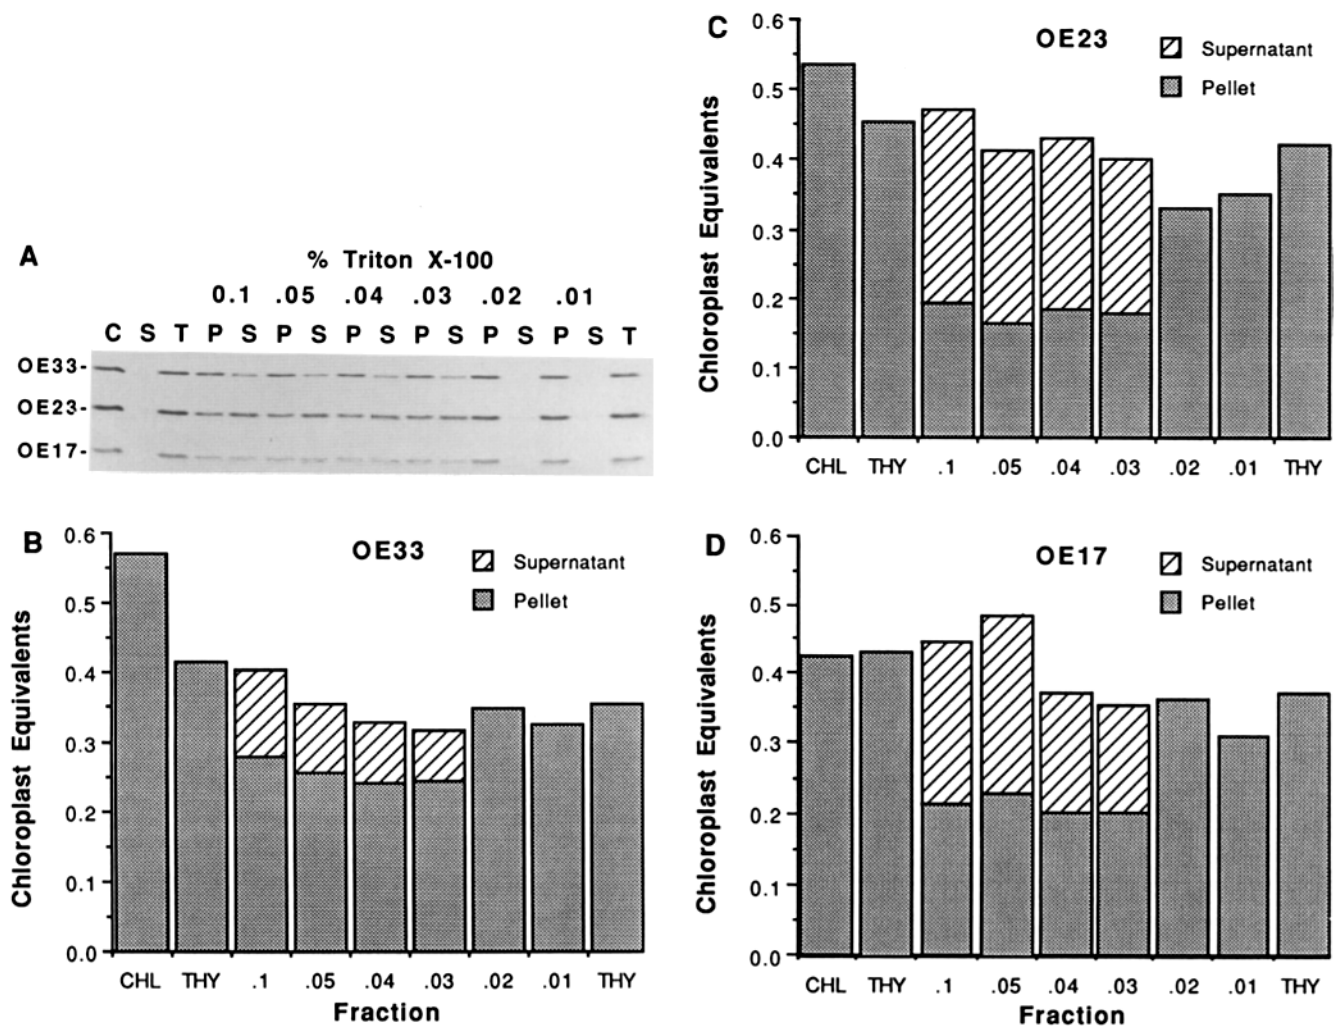 A
% Triton X-100
0.1 .05 .04 .03 .02 .01
C S T P S P S P S P S P S P S T
OE33-
OE23-
OE17-
B
OE33
Supernatant
Pellet
Chloroplast Equivalents
0.6
0.5
0.4
0.3
0.2
0.1
0.0
CHL THY .1 .05 .04 .03 .02 .01 THY
Fraction
C
OE23
Supernatant
Pellet
Chloroplast Equivalents
0.6
0.5
0.4
0.3
0.2
0.1
0.0
CHL THY .1 .05 .04 .03 .02 .01 THY
D
OE17
Supernatant
Pellet
Chloroplast Equivalents
0.6
0.5
0.4
0.3
0.2
0.1
0.0
CHL THY .1 .05 .04 .03 .02 .01 THY
Fraction